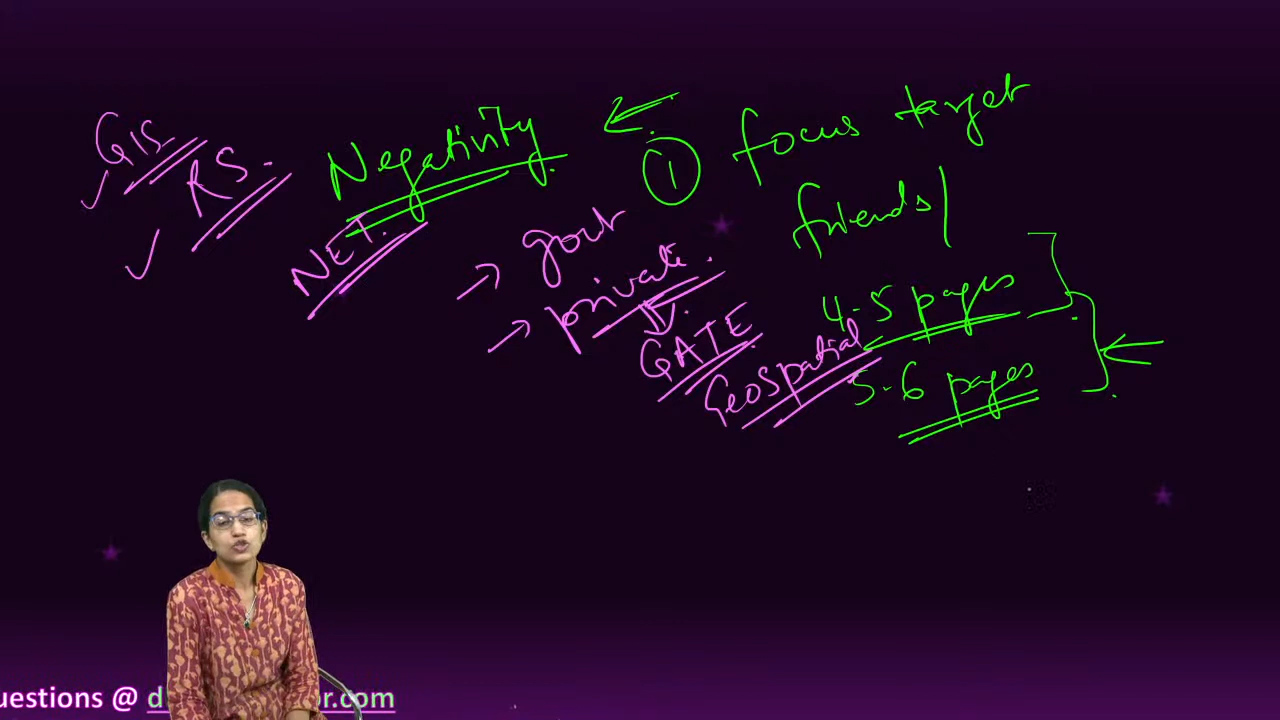 GIS
RS.
Negativity
① focus target
friends/
NET.
→ govt
→ private.
4-5 pages
GATE
GeoSpatial
5-6 pages
uestions @ d r.com